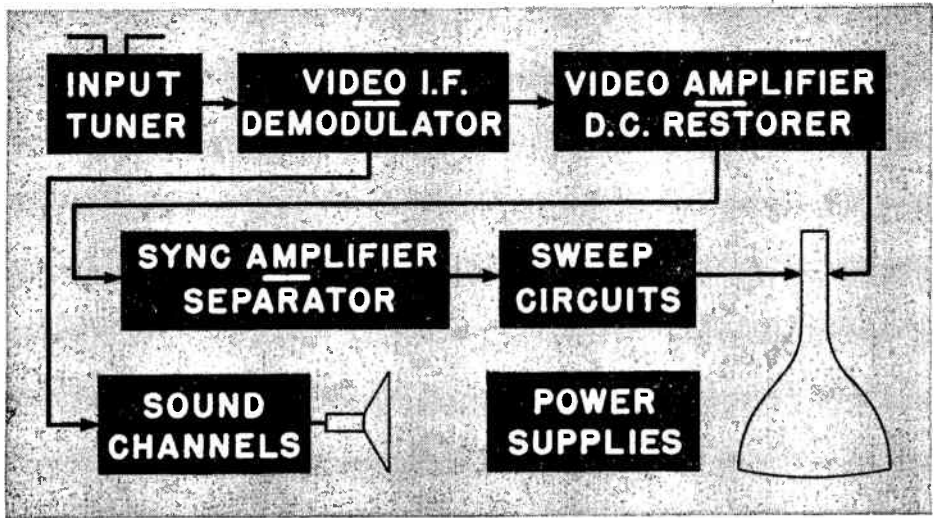 INPUT
TUNER
VIDEO I.F.
DEMODULATOR
VIDEO AMPLIFIER
D.C. RESTORER
SYNC AMPLIFIER
SEPARATOR
SWEEP
CIRCUITS
SOUND
CHANNELS
POWER
SUPPLIES